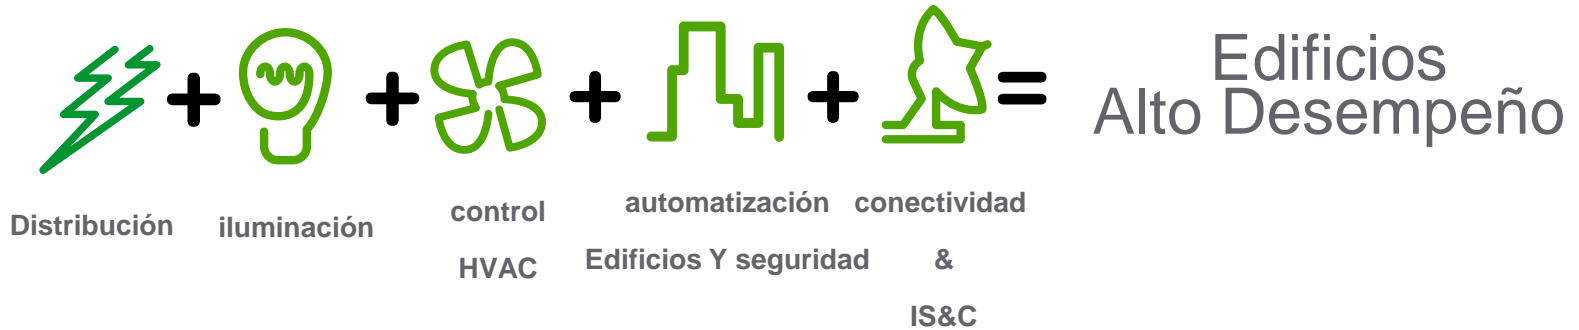 + + + + =
Edificios
Alto Desempeño
Distribución
iluminación
control
HVAC
automatización
Edificios Y seguridad
conectividad
&
IS&C